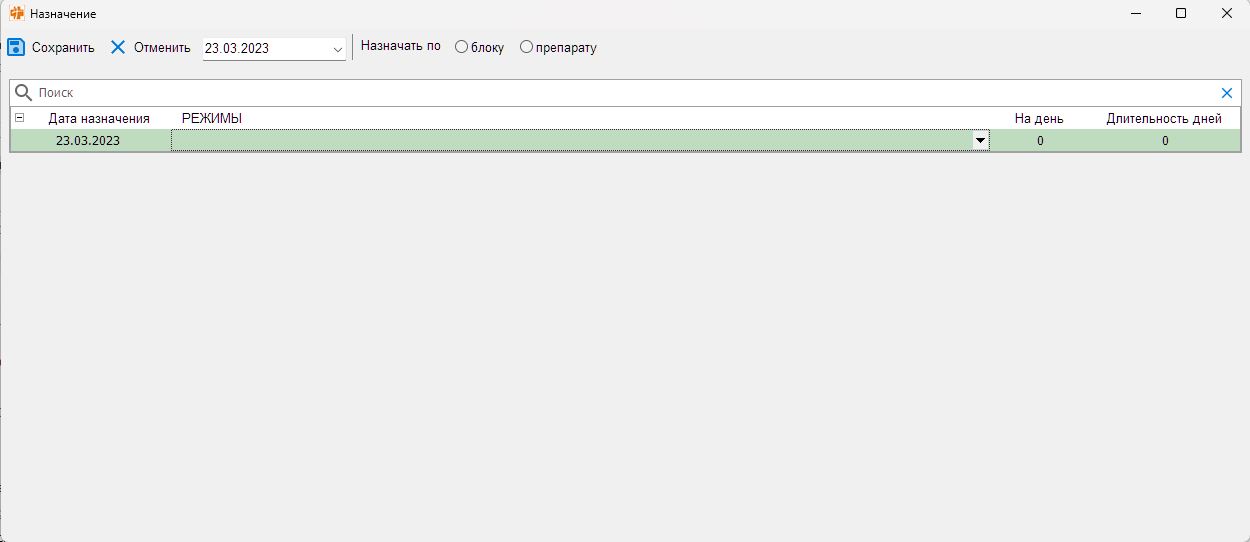 Назначение
Сохранить Отменить 23.03.2023 Назначать по блоку препарату
Поиск
Дата назначения РЕЖИМЫ На день Длительность дней
23.03.2023 0 0